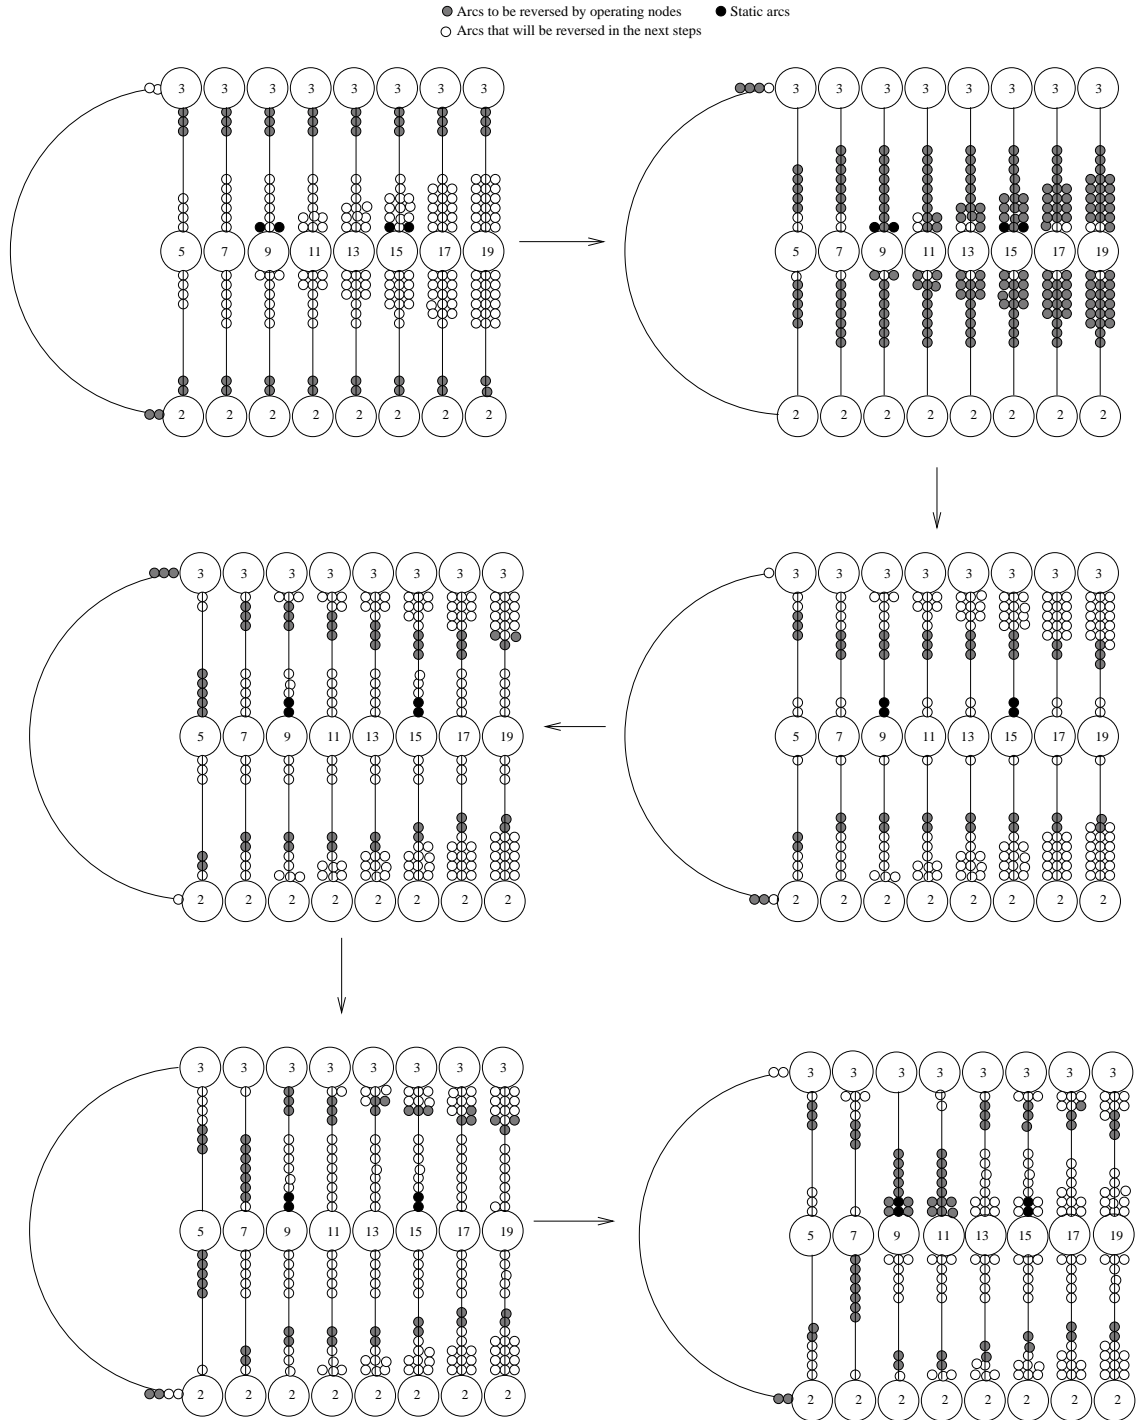 Arcs to be reversed by operating nodes Static arcs
Arcs that will be reversed in the next steps
3 3 3 3 3 3 3 3 3 3 3 3 3 3 3 3
5 7 9 11 13 15 17 19 5 7 9 11 13 15 17 19
2 2 2 2 2 2 2 2 2 2 2 2 2 2 2 2
3 3 3 3 3 3 3 3 3 3 3 3 3 3 3 3
5 7 9 11 13 15 17 19 5 7 9 11 13 15 17 19
2 2 2 2 2 2 2 2 2 2 2 2 2 2 2 2
3 3 3 3 3 3 3 3 3 3 3 3 3 3 3 3
5 7 9 11 13 15 17 19 5 7 9 11 13 15 17 19
2 2 2 2 2 2 2 2 2 2 2 2 2 2 2 2